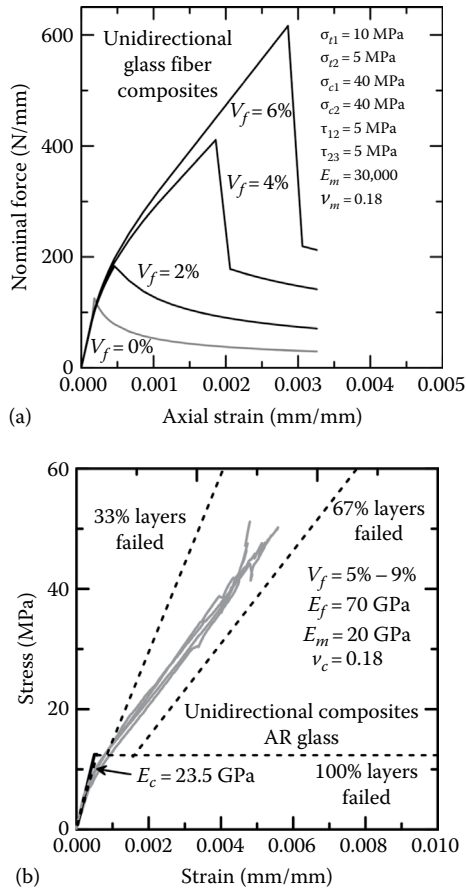 600
400
200
0
Nominal force (N/mm)
Unidirectional
glass fiber
composites
σt1 = 10 MPa
σt2 = 5 MPa
σc1 = 40 MPa
σc2 = 40 MPa
τ12 = 5 MPa
τ23 = 5 MPa
Em = 30,000
νm = 0.18
Vf = 6%
Vf = 4%
Vf = 2%
Vf = 0%
0.000 0.001 0.002 0.003 0.004 0.005
(a)
Axial strain (mm/mm)
60
40
20
0
Stress (MPa)
33% layers
failed
67% layers
failed
Vf = 5% – 9%
Ef = 70 GPa
Em = 20 GPa
νc = 0.18
Unidirectional composites
AR glass
Ec = 23.5 GPa
100% layers
failed
0.000 0.002 0.004 0.006 0.008 0.010
(b)
Strain (mm/mm)